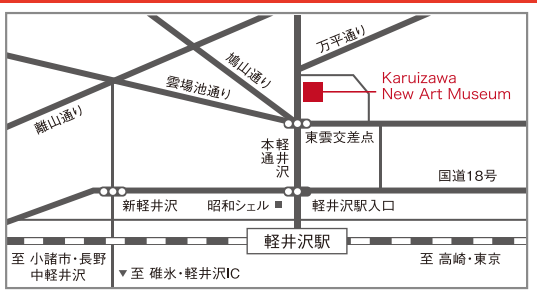 万平通り
鳩山通り
雲場池通り
離山通り
Karuizawa
New Art Museum
東雲交差点
軽井沢
本通
国道18号
新軽井沢
昭和シェル
軽井沢駅入口
軽井沢駅
至 小諸市・長野
中軽井沢
▼至 碓氷・軽井沢IC
至 高崎・東京